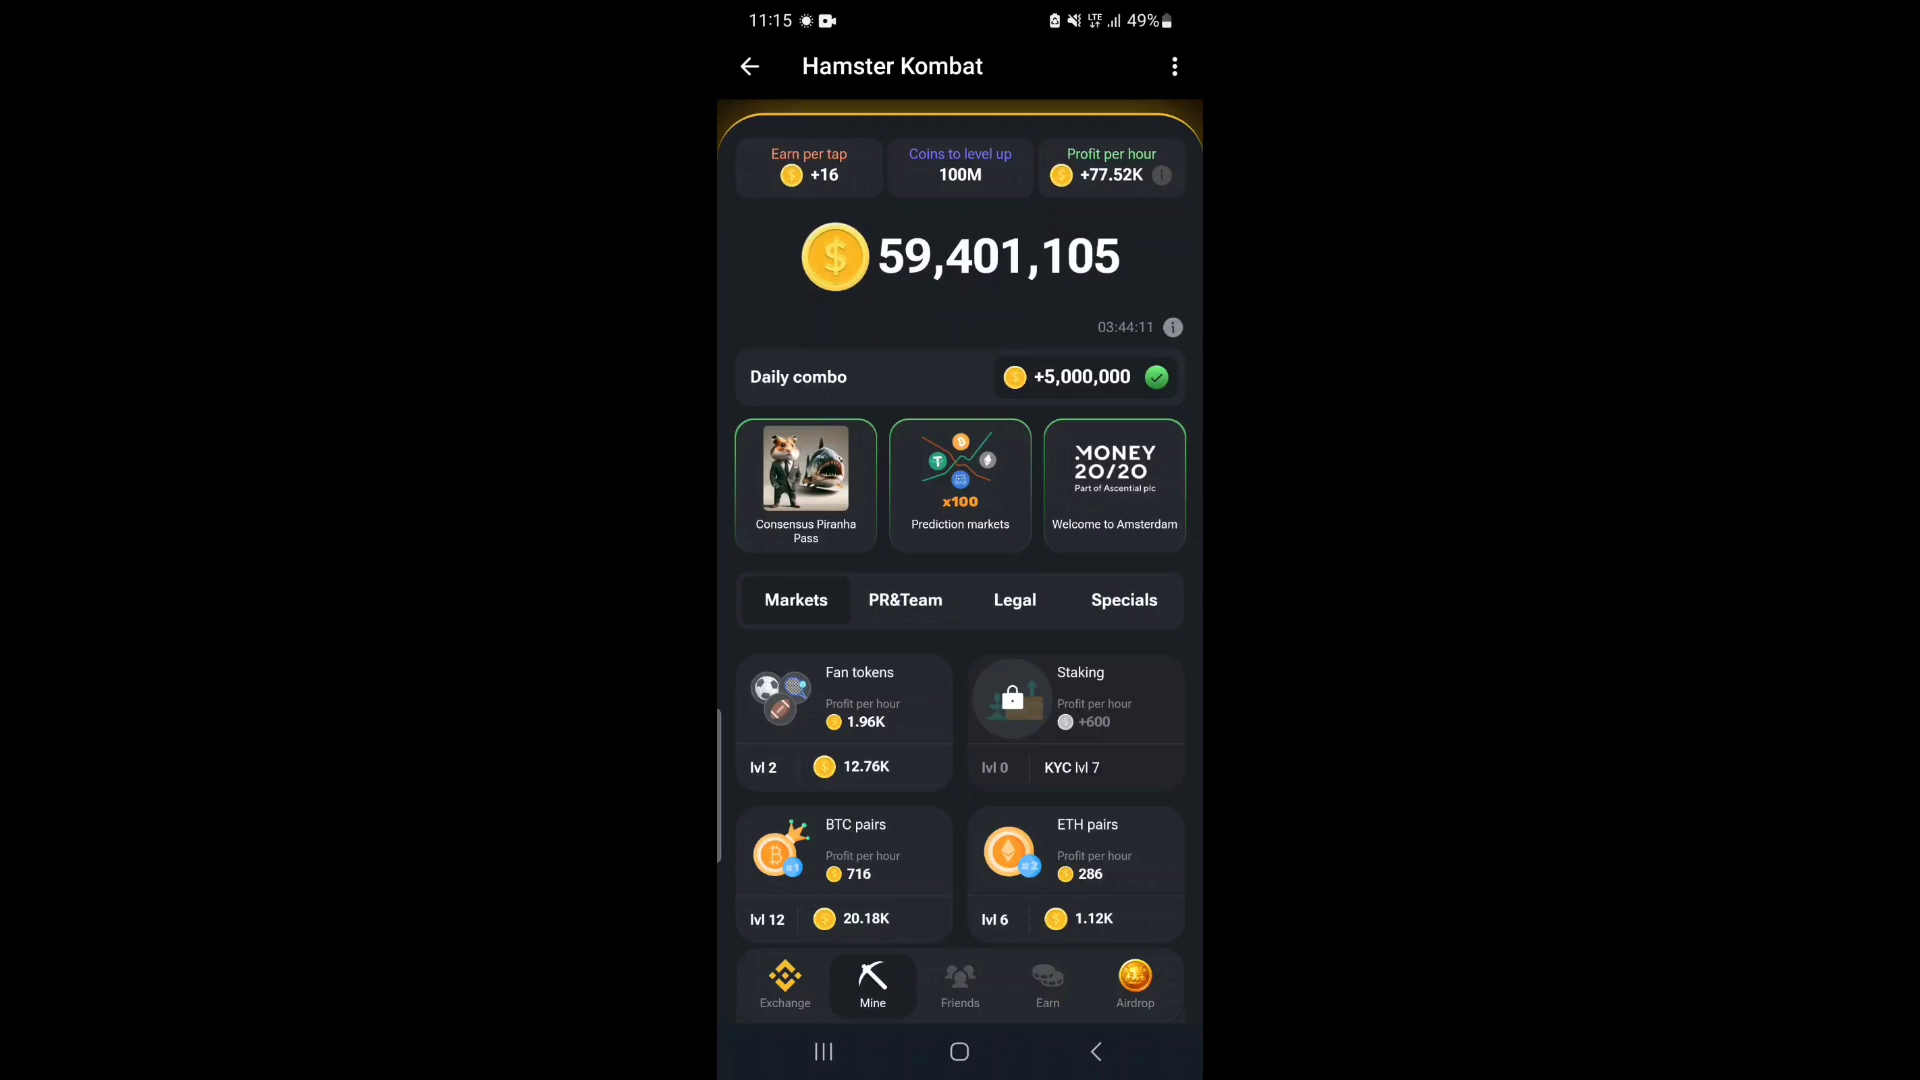 11:15 LTE 49%
Hamster Kombat
Earn per tap Coins to level up Profit per hour
+16 100M +77.52K
59,401,105
03:44:11
Daily combo +5,000,000
MONEY
20/20
Part of Ascential plc
x100
Consensus Piranha Pass
Prediction markets
Welcome to Amsterdam
Markets PR&Team Legal Specials
Fan tokens
Profit per hour
1.96K
lvl 2 12.76K
Staking
Profit per hour
+600
lvl 0 KYC lvl 7
BTC pairs
Profit per hour
#1 716
lvl 12 20.18K
ETH pairs
Profit per hour
#2 286
lvl 6 1.12K
Exchange Mine Friends Earn Airdrop